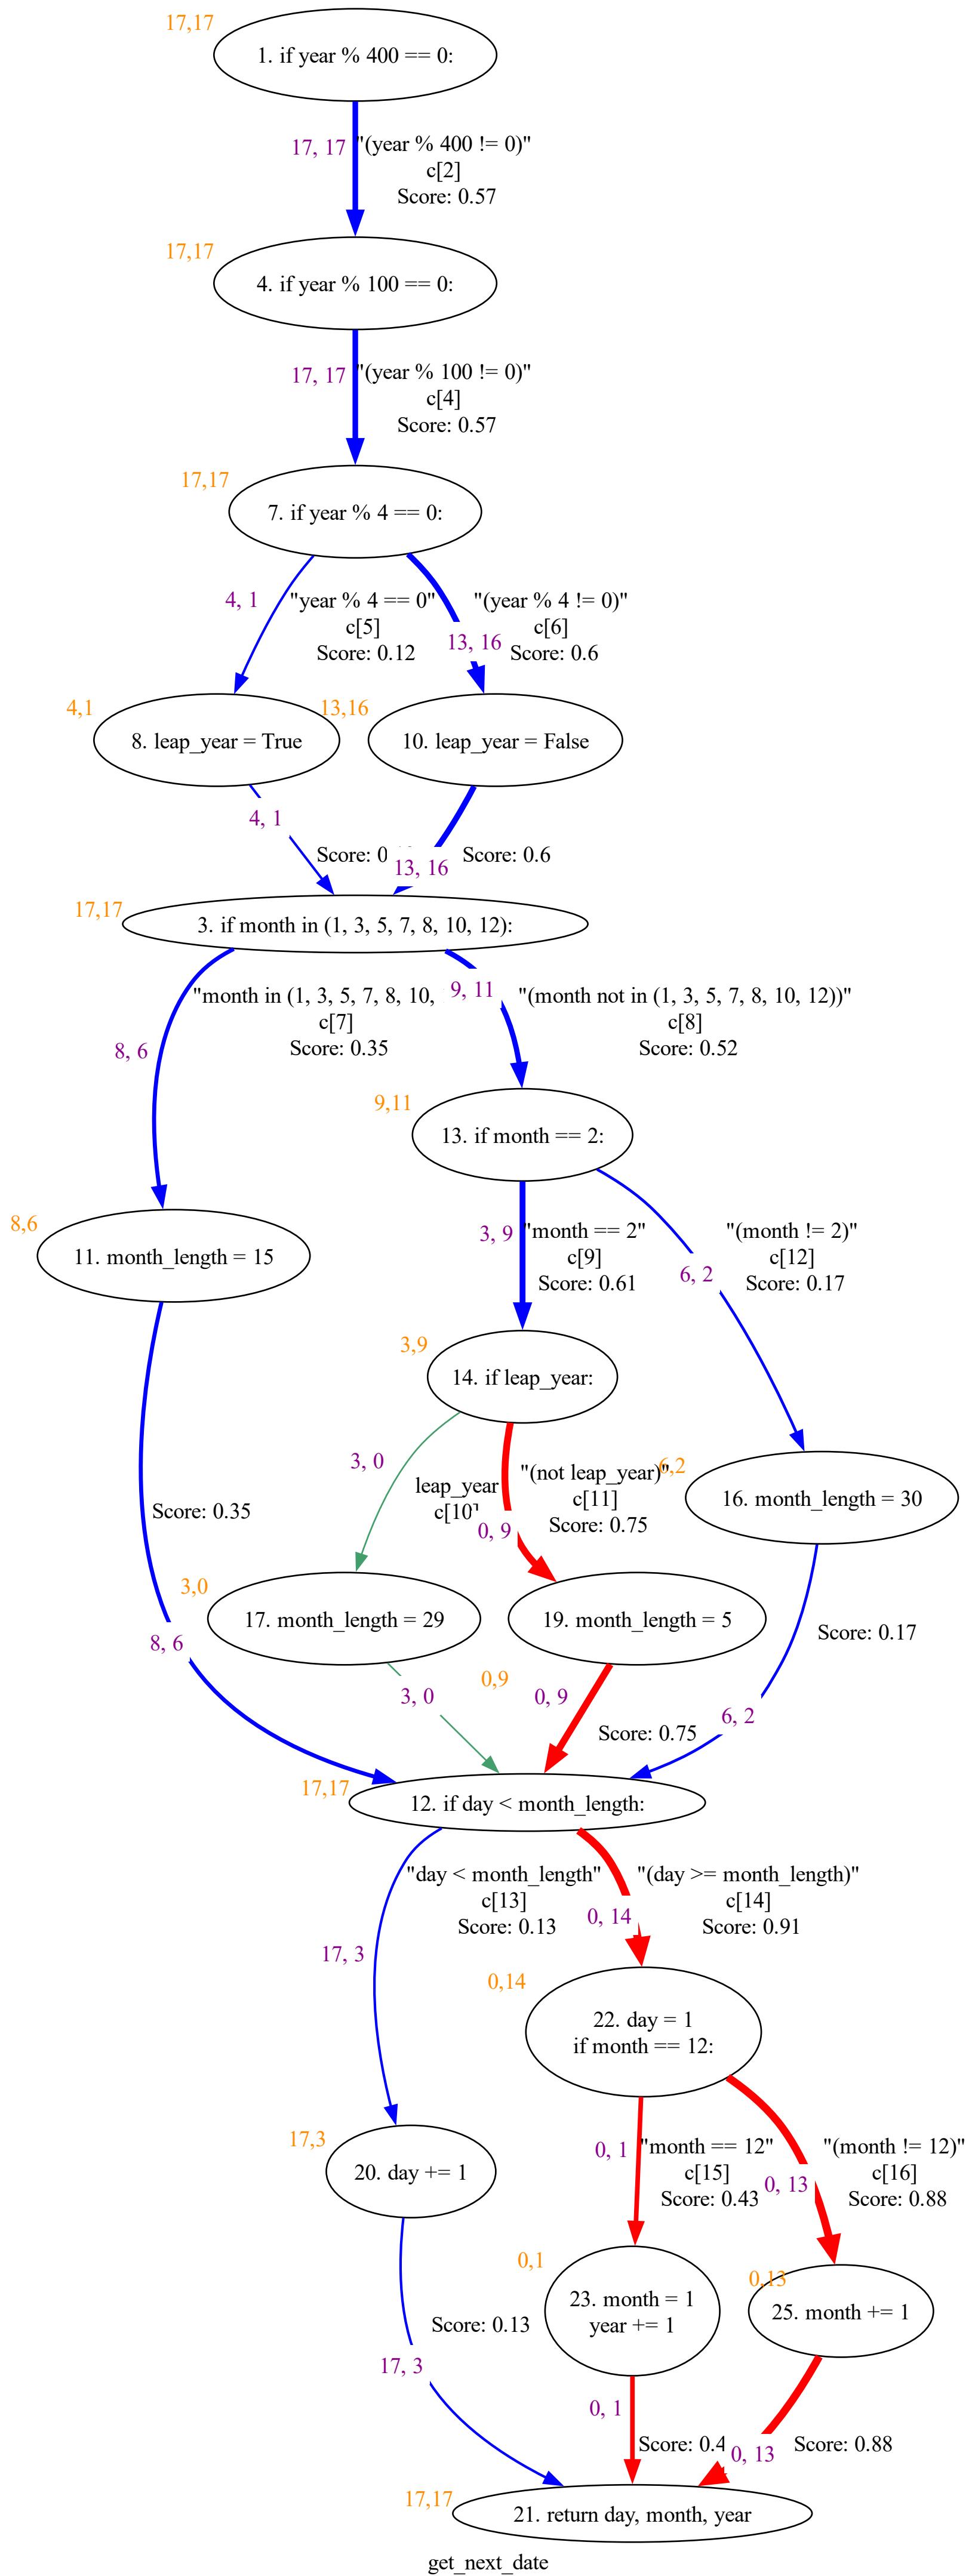 17,17
1. if year % 400 == 0:
17, 17
"(year % 400 != 0)"
c[2]
Score: 0.57
17,17
4. if year % 100 == 0:
17, 17
"(year % 100 != 0)"
c[4]
Score: 0.57
17,17
7. if year % 4 == 0:
4, 1
"year % 4 == 0"
c[5]
Score: 0.12
13, 16
"(year % 4 != 0)"
c[6]
Score: 0.6
4,1
8. leap_year = True
13,16
10. leap_year = False
4, 1
Score: 0
13, 16
Score: 0.6
17,17
3. if month in (1, 3, 5, 7, 8, 10, 12):
8, 6
"month in (1, 3, 5, 7, 8, 10,
c[7]
Score: 0.35
9, 11
"(month not in (1, 3, 5, 7, 8, 10, 12))"
c[8]
Score: 0.52
9,11
13. if month == 2:
8,6
11. month_length = 15
3, 9
"month == 2"
c[9]
Score: 0.61
6, 2
"(month != 2)"
c[12]
Score: 0.17
3,9
14. if leap_year:
3, 0
leap_year
c[10]
0, 9
"(not leap_year)"
c[11]
Score: 0.75
6,2
16. month_length = 30
Score: 0.35
3,0
17. month_length = 29
0,9
19. month_length = 5
8, 6
3, 0
0, 9
Score: 0.75
6, 2
Score: 0.17
17,17
12. if day < month_length:
17, 3
"day < month_length"
c[13]
Score: 0.13
0, 14
"(day >= month_length)"
c[14]
Score: 0.91
0,14
22. day = 1
if month == 12:
17,3
20. day += 1
0, 1
"month == 12"
c[15]
Score: 0.43
0, 13
"(month != 12)"
c[16]
Score: 0.88
0,1
23. month = 1
year += 1
0,13
25. month += 1
17, 3
Score: 0.13
0, 1
Score: 0.4
0, 13
Score: 0.88
17,17
21. return day, month, year
get_next_date